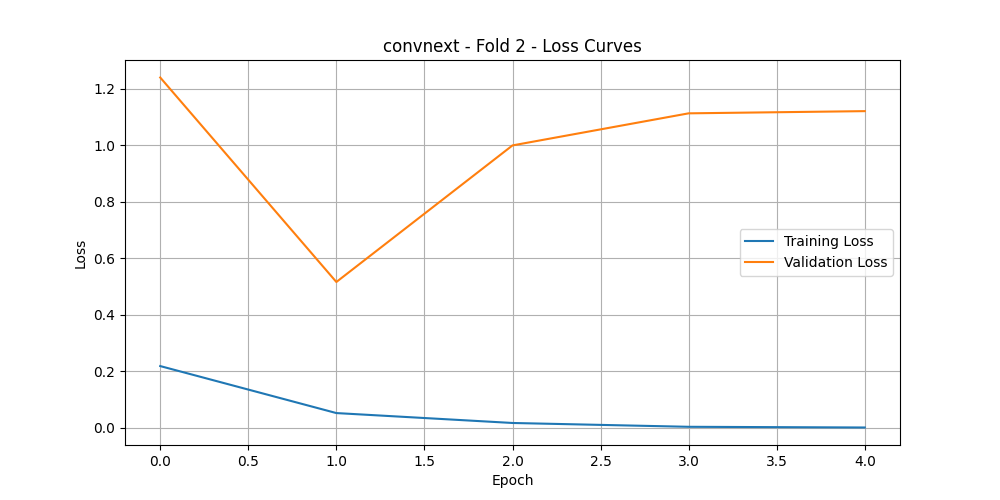 convnext - Fold 2 - Loss Curves
1.2
1.0
0.8
0.6
0.4
0.2
0.0
Loss
Training Loss
Validation Loss
0.0 0.5 1.0 1.5 2.0 2.5 3.0 3.5 4.0
Epoch